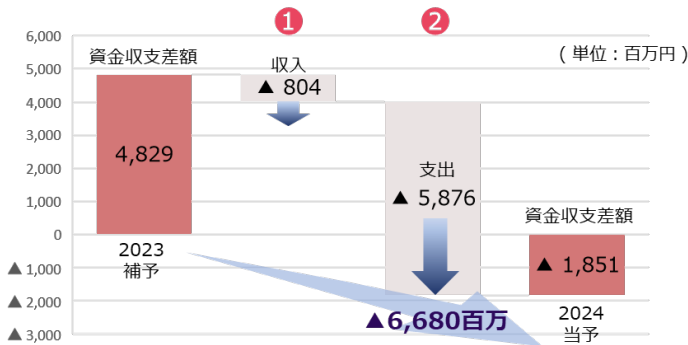 ❶
❷
(単位：百万円)
6,000
5,000
4,000
3,000
2,000
1,000
0
▲ 1,000
▲ 2,000
▲ 3,000
資金収支差額
4,829
2023
補予
収入
▲ 804
支出
▲ 5,876
資金収支差額
▲ 1,851
2024
当予
▲6,680百万